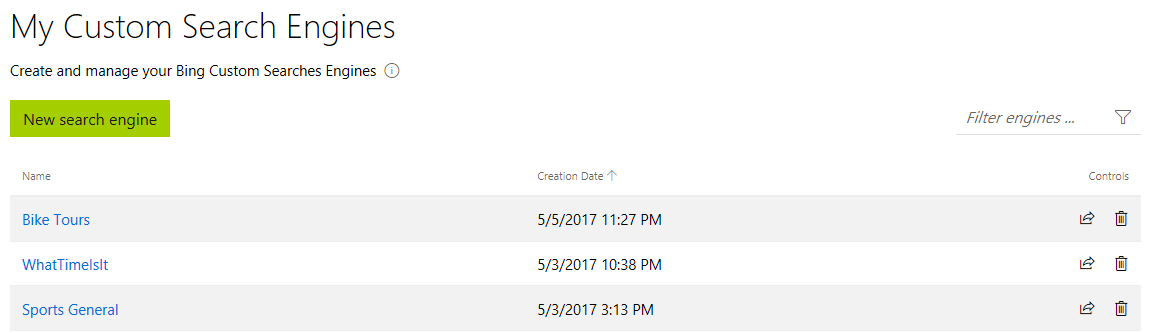 My Custom Search Engines
Create and manage your Bing Custom Searches Engines
New search engine
Filter engines ...
Name Creation Date Controls
Bike Tours 5/5/2017 11:27 PM
WhatTimeIsIt 5/3/2017 10:38 PM
Sports General 5/3/2017 3:13 PM